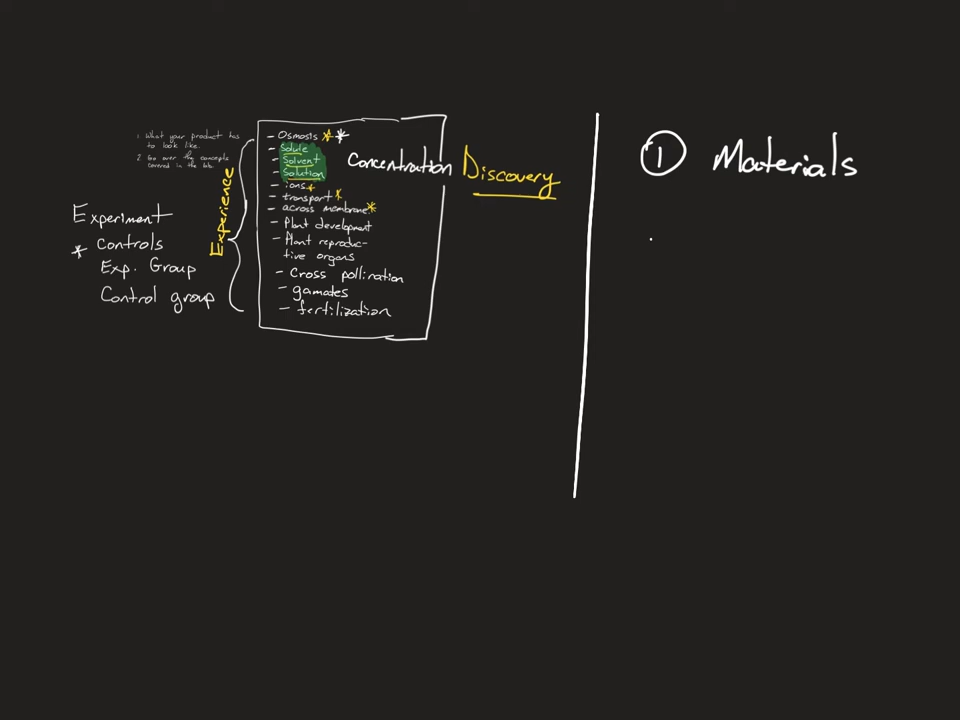 1. What your product has
to look like.
2. Go over the concepts
covered in the lab.
Experiment
* Controls
Exp. Group
Control group
Experience
- Osmosis **
- Solute
- Solvent
- Solution
- ions *
- transport *
- across membrane *
- Plant development
- Plant reproduc-
tive organs
- Cross pollination
- gamodes
- fertilization
Concentration
Discovery
1 Materials